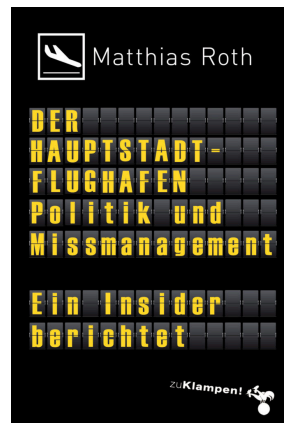 Matthias Roth
DER
HAUPTSTADT-
FLUGHAFEN
Politik und
Missmanagement
Ein Insider
berichtet
zuKlampen!